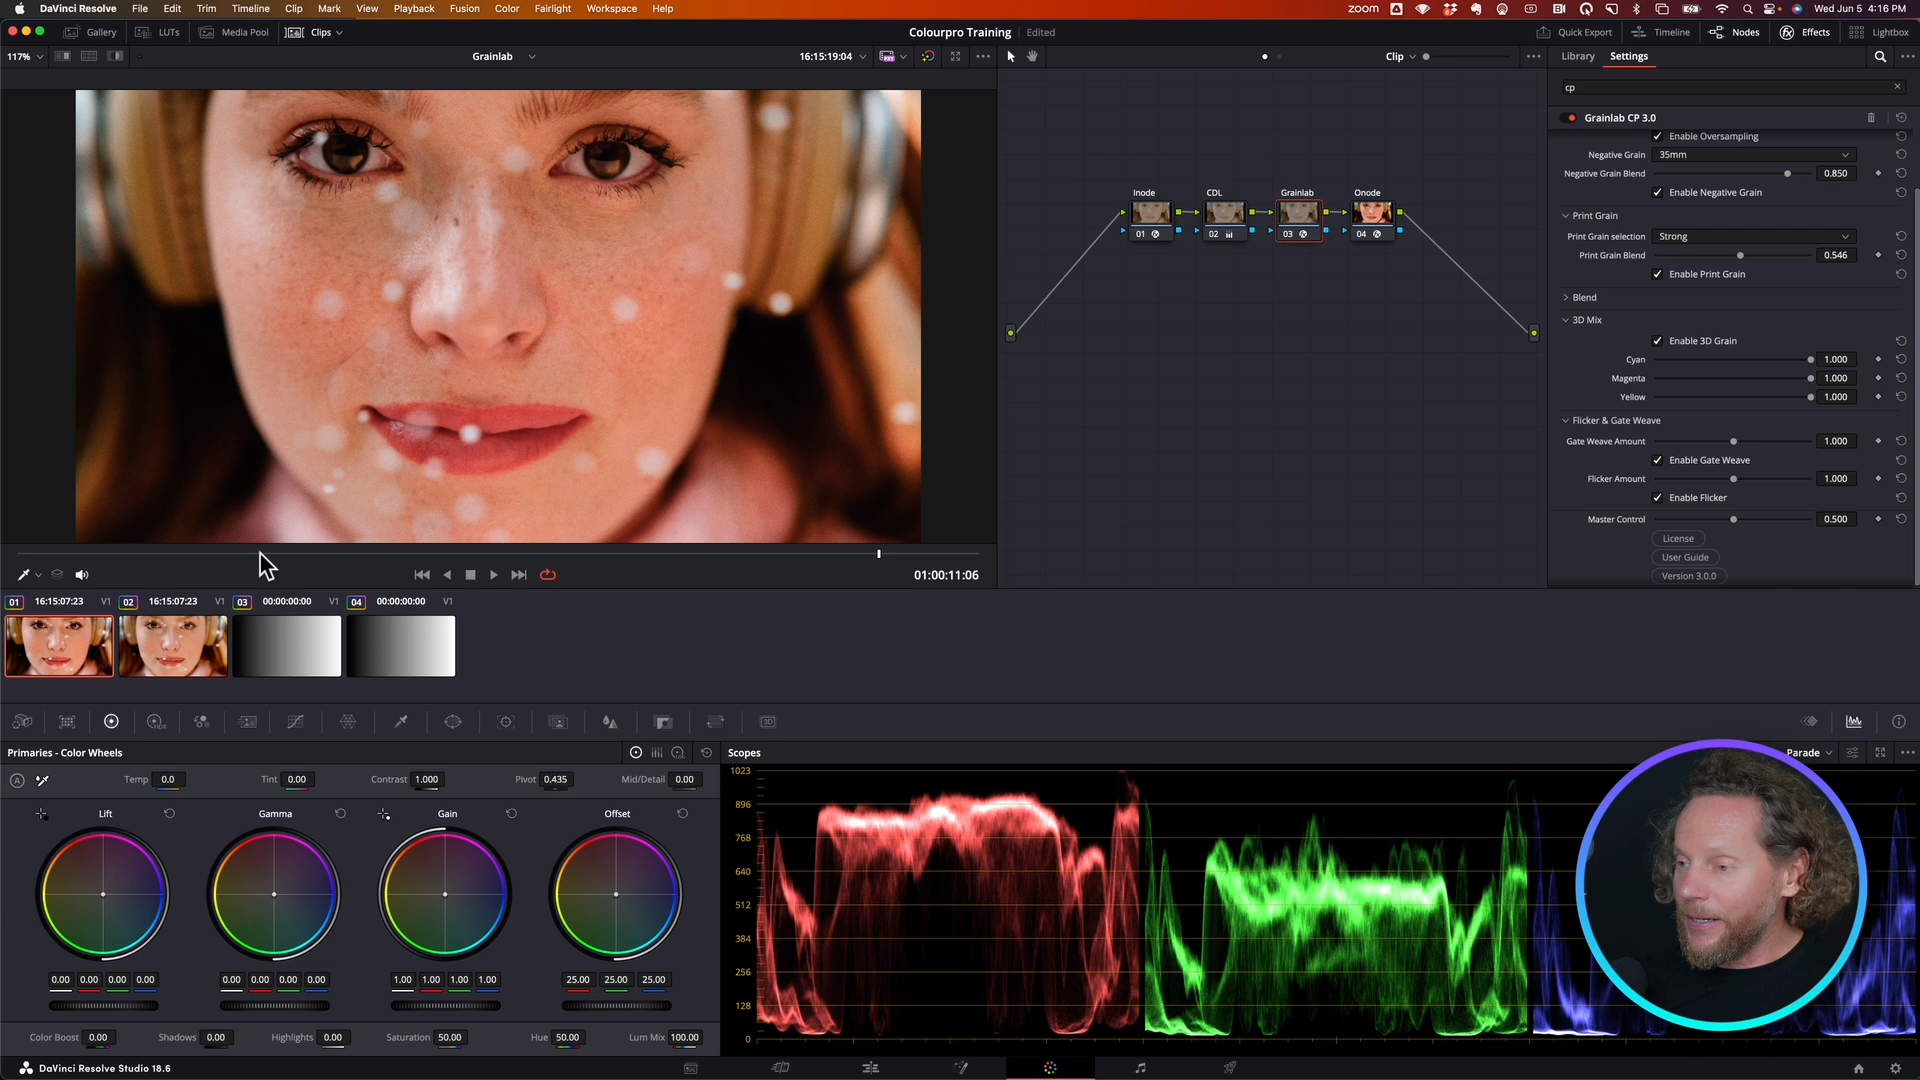 DaVinci Resolve File Edit Trim Timeline Clip Mark View Playback Fusion Color Fairlight Workspace Help zoom Wed Jun 5 4:16 PM
Gallery LUTs Media Pool Clips Colourpro Training Edited Quick Export Timeline Nodes Effects Lightbox
117% Grainlab 16:15:19:04 Clip Library Settings
cp
Grainlab CP 3.0
Enable Oversampling
Negative Grain 35mm
Negative Grain Blend 0.850
Enable Negative Grain
Print Grain
Print Grain selection Strong
Print Grain Blend 0.546
Enable Print Grain
Blend
3D Mix
Enable 3D Grain
Cyan 1.000
Magenta 1.000
Yellow 1.000
Flicker & Gate Weave
Gate Weave Amount 1.000
Enable Gate Weave
Flicker Amount 1.000
Enable Flicker
Master Control 0.500
License
User Guide
Version 3.0.0
Inode CDL Grainlab Onode
01 02 03 04
01:00:11:06
01 16:15:07:23 V1 02 16:15:07:23 V1 03 00:00:00:00 V1 04 00:00:00:00 V1
HDR 3D
Primaries - Color Wheels
A Temp 0.0 Tint 0.00 Contrast 1.000 Pivot 0.435 Mid/Detail 0.00
Lift Gamma Gain Offset
0.00 0.00 0.00 0.00 0.00 0.00 0.00 0.00 1.00 1.00 1.00 1.00 25.00 25.00 25.00
Color Boost 0.00 Shadows 0.00 Highlights 0.00 Saturation 50.00 Hue 50.00 Lum Mix 100.00
Scopes Parade
1023
896
768
640
512
384
256
128
0
DaVinci Resolve Studio 18.6